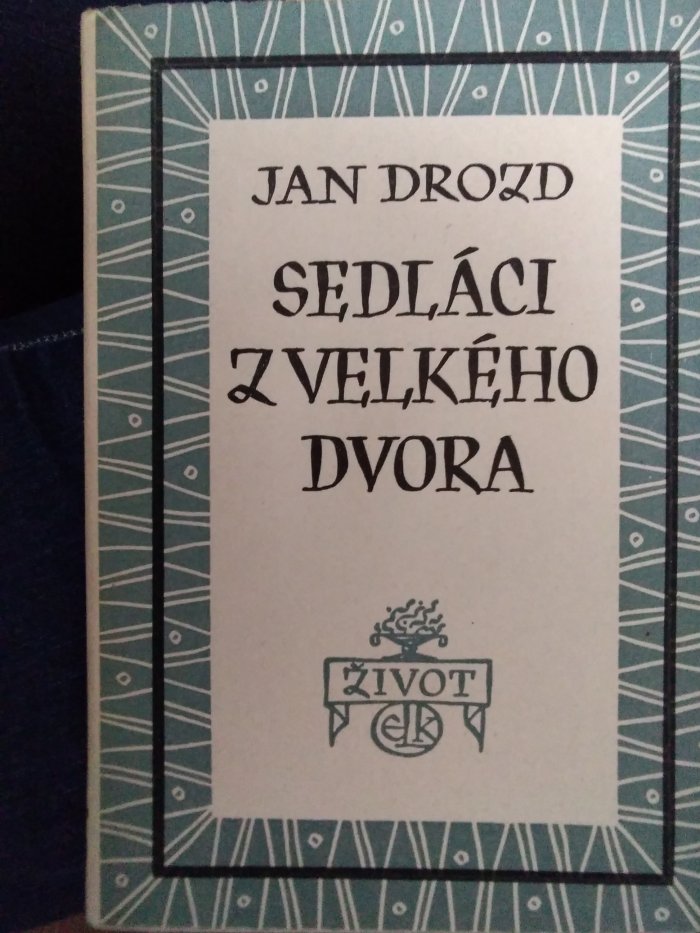 JAN DROZD
SEDLÁCI
Z VELKÉHO
DVORA
ŽIVOT
ELK